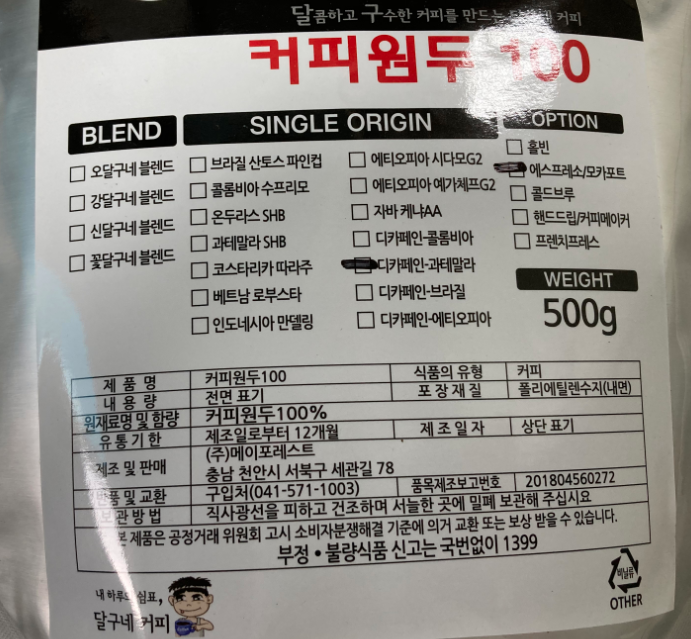 달콤하고 구수한 커피를 만드는 커피
커피원두 100
BLEND
오달구네 블렌드
강달구네 블렌드
신달구네 블렌드
꽃달구네 블렌드
SINGLE ORIGIN
브라질 산토스 파인컵
콜롬비아 수프리모
온두라스 SHB
과테말라 SHB
코스타리카 따라주
베트남 로부스타
인도네시아 만델링
에티오피아 시다모G2
에티오피아 예가체프G2
자바 케냐AA
디카페인-콜롬비아
디카페인-과테말라
디카페인-브라질
디카페인-에티오피아
OPTION
홀빈
에스프레소/모카포트
콜드브루
핸드드립/커피메이커
프렌치프레스
WEIGHT
500g
제품명 커피원두100 식품의 유형 커피
내용량 전면 표기 포장재질 폴리에틸렌수지(내면)
원재료명 및 함량 커피원두100%
유통기한 제조일로부터 12개월 제조일자 상단 표기
제조 및 판매 (주)메이포레스트
충남 천안시 서북구 세관길 78
반품 및 교환 구입처(041-571-1003) 품목제조보고번호 201804560272
보관방법 직사광선을 피하고 건조하며 서늘한 곳에 밀폐 보관해 주십시요
본 제품은 공정거래 위원회 고시 소비자분쟁해결 기준에 의거 교환 또는 보상 받을 수 있습니다.
부정 • 불량식품 신고는 국번없이 1399
내 하루의 쉼표,
달구네 커피
비닐류
OTHER